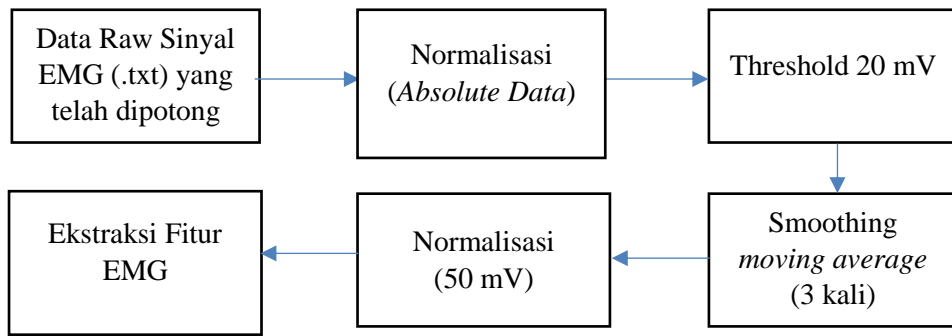 Data Raw Sinyal
EMG (.txt) yang
telah dipotong
Normalisasi
(Absolute Data)
Threshold 20 mV
Smoothing
moving average
(3 kali)
Normalisasi
(50 mV)
Ekstraksi Fitur
EMG